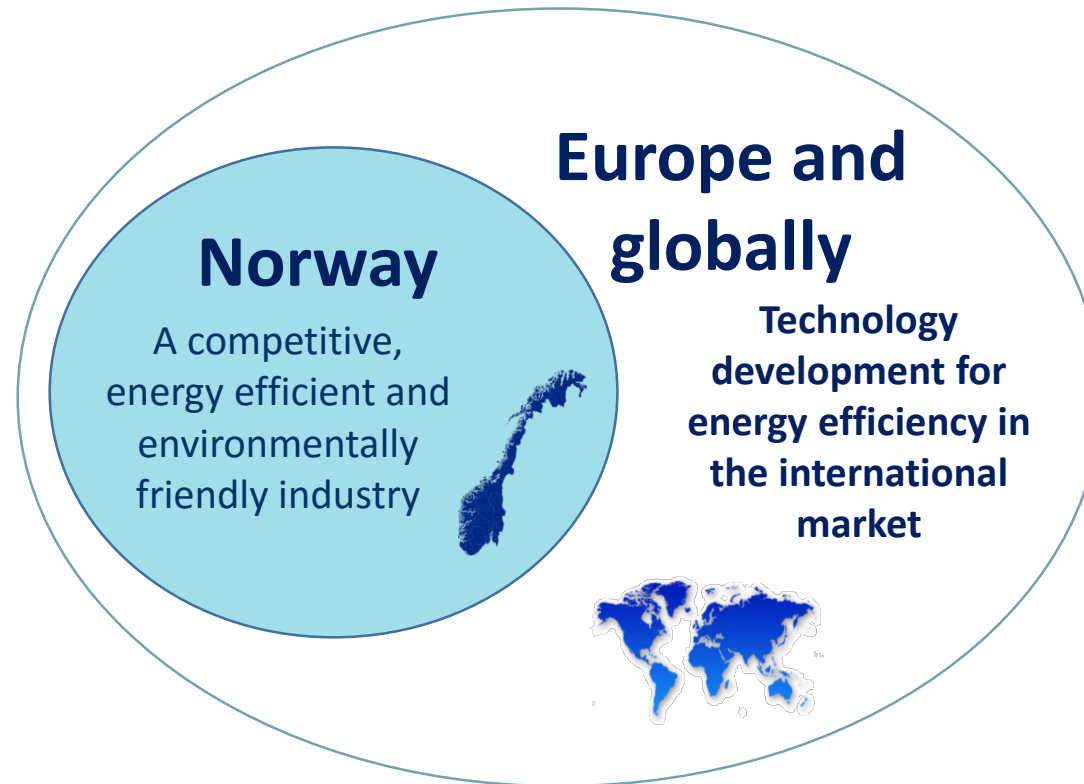 Norway
A competitive,
energy efficient and
environmentally
friendly industry
Europe and
globally
Technology
development for
energy efficiency in
the international
market